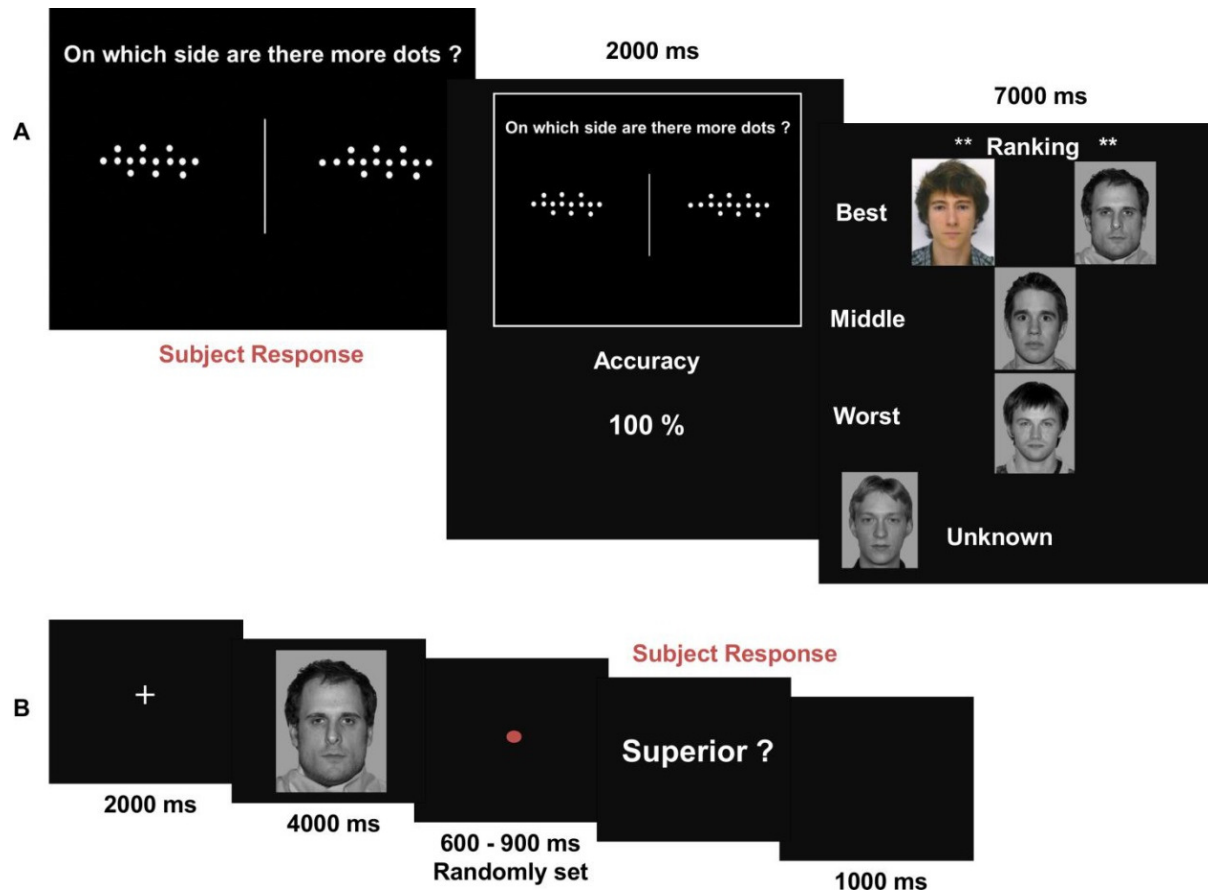 A
On which side are there more dots ?
Subject Response
2000 ms
On which side are there more dots ?
Accuracy
100 %
7000 ms
** Ranking **
Best
Middle
Worst
Unknown
B
2000 ms
4000 ms
600 - 900 ms
Randomly set
Subject Response
Superior ?
1000 ms